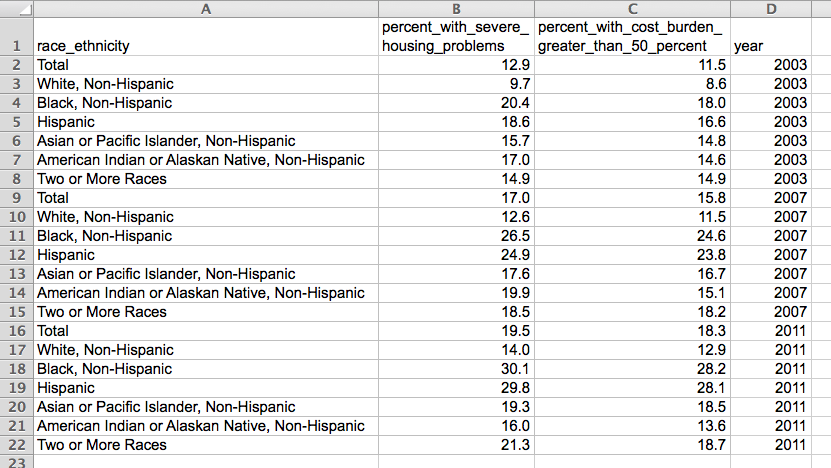 A B C D
1 race_ethnicity percent_with_severe_housing_problems percent_with_cost_burden_greater_than_50_percent year
2 Total 12.9 11.5 2003
3 White, Non-Hispanic 9.7 8.6 2003
4 Black, Non-Hispanic 20.4 18.0 2003
5 Hispanic 18.6 16.6 2003
6 Asian or Pacific Islander, Non-Hispanic 15.7 14.8 2003
7 American Indian or Alaskan Native, Non-Hispanic 17.0 14.6 2003
8 Two or More Races 14.9 14.9 2003
9 Total 17.0 15.8 2007
10 White, Non-Hispanic 12.6 11.5 2007
11 Black, Non-Hispanic 26.5 24.6 2007
12 Hispanic 24.9 23.8 2007
13 Asian or Pacific Islander, Non-Hispanic 17.6 16.7 2007
14 American Indian or Alaskan Native, Non-Hispanic 19.9 15.1 2007
15 Two or More Races 18.5 18.2 2007
16 Total 19.5 18.3 2011
17 White, Non-Hispanic 14.0 12.9 2011
18 Black, Non-Hispanic 30.1 28.2 2011
19 Hispanic 29.8 28.1 2011
20 Asian or Pacific Islander, Non-Hispanic 19.3 18.5 2011
21 American Indian or Alaskan Native, Non-Hispanic 16.0 13.6 2011
22 Two or More Races 21.3 18.7 2011
23